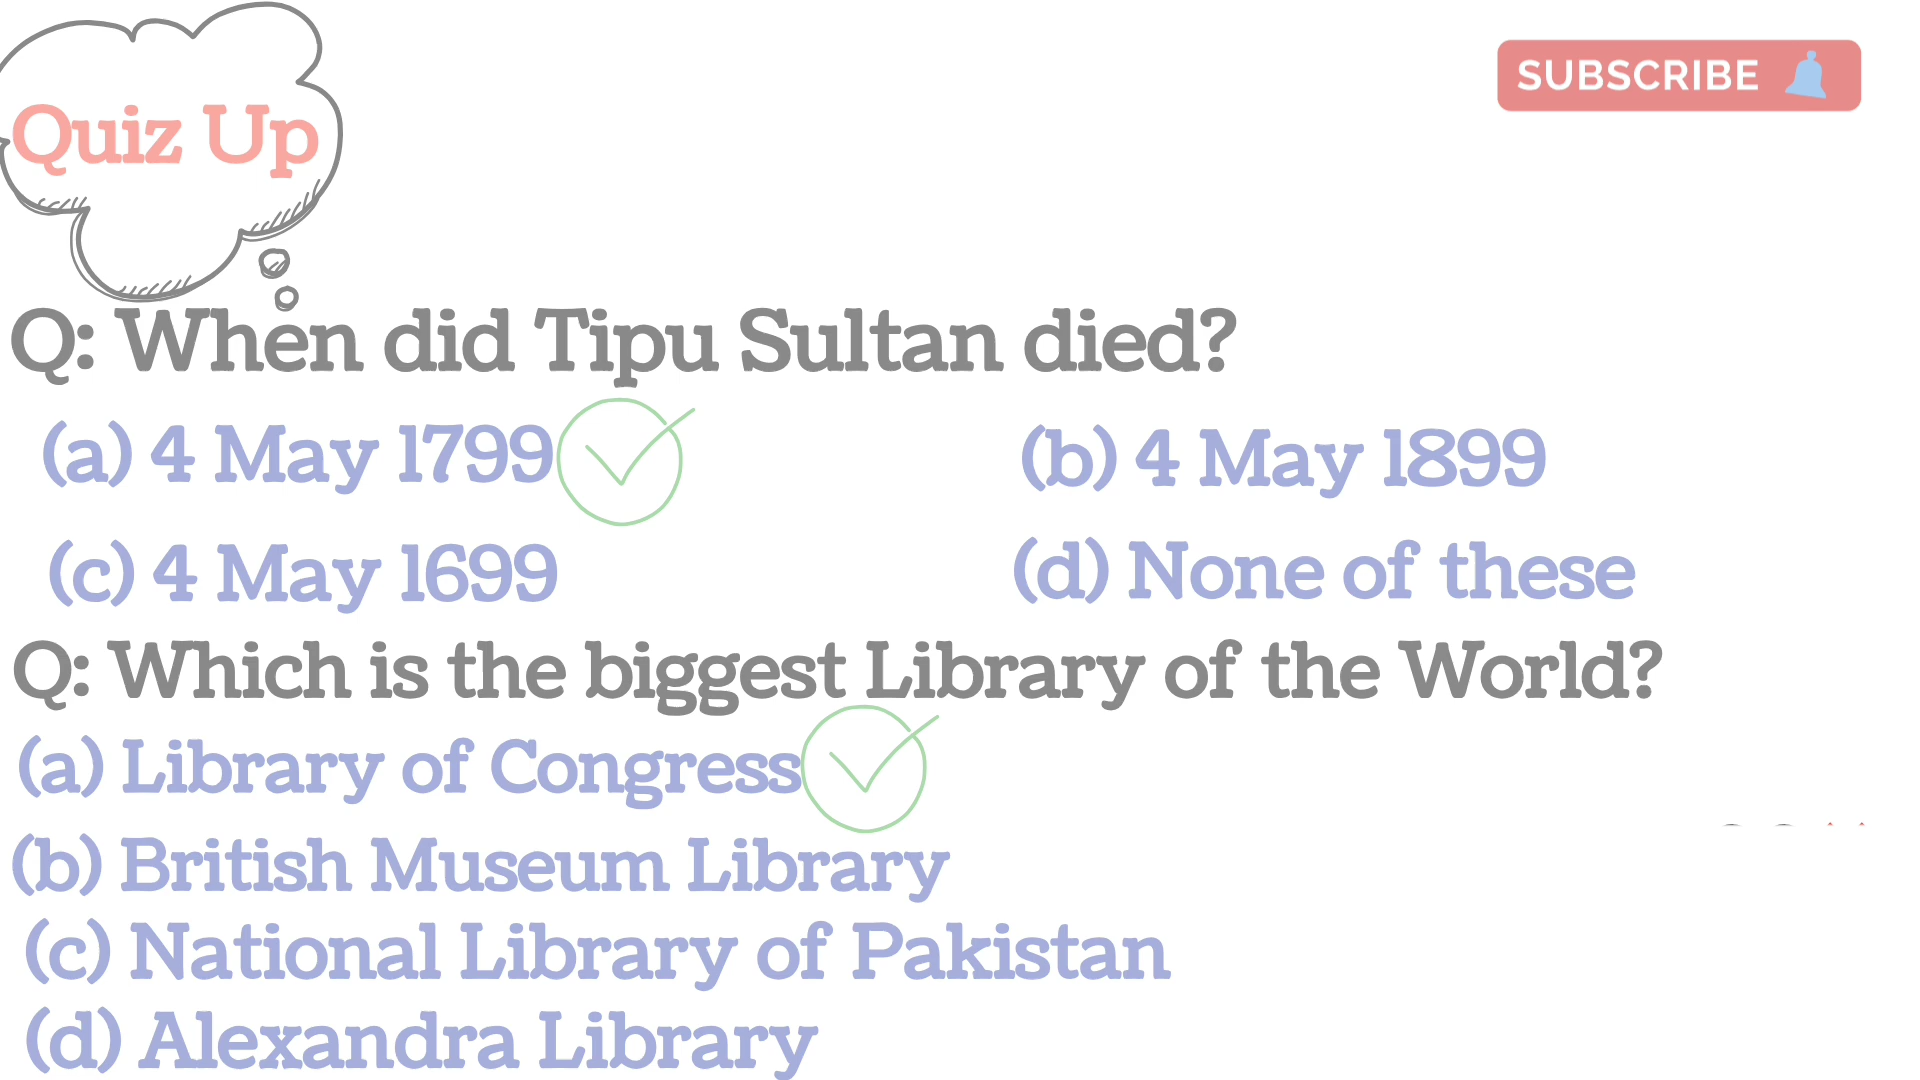 Quiz Up
SUBSCRIBE
Q: When did Tipu Sultan died?
(a) 4 May 1799
(b) 4 May 1899
(c) 4 May 1699
(d) None of these
Q: Which is the biggest Library of the World?
(a) Library of Congress
(b) British Museum Library
(c) National Library of Pakistan
(d) Alexandra Library